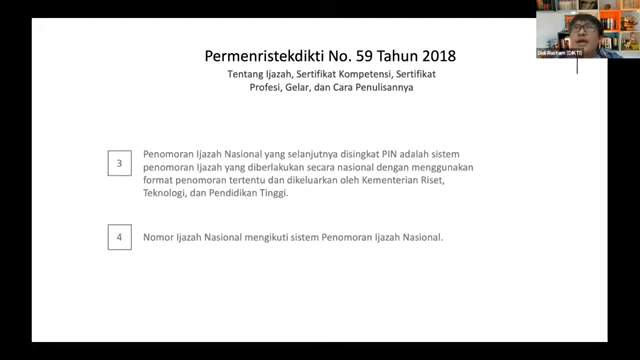 Permenristekdikti No. 59 Tahun 2018
Tentang Ijazah, Sertifikat Kompetensi, Sertifikat
Profesi, Gelar, dan Cara Penulisannya
3
Penomoran Ijazah Nasional yang selanjutnya disingkat PIN adalah sistem
penomoran Ijazah yang diberlakukan secara nasional dengan menggunakan
format penomoran tertentu dan dikeluarkan oleh Kementerian Riset,
Teknologi, dan Pendidikan Tinggi.
4
Nomor Ijazah Nasional mengikuti sistem Penomoran Ijazah Nasional.
Didi Rustam (DIKTI)